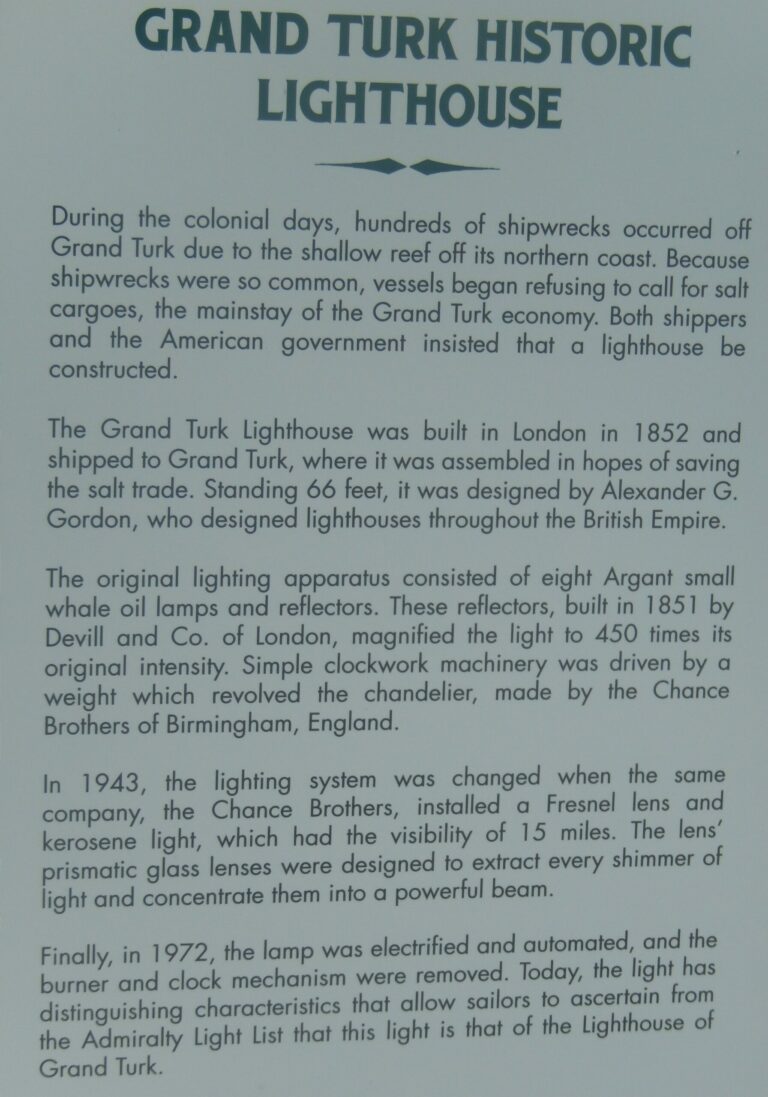 GRAND TURK HISTORIC
LIGHTHOUSE
During the colonial days, hundreds of shipwrecks occurred off
Grand Turk due to the shallow reef off its northern coast. Because
shipwrecks were so common, vessels began refusing to call for salt
cargoes, the mainstay of the Grand Turk economy. Both shippers
and the American government insisted that a lighthouse be
constructed.
The Grand Turk Lighthouse was built in London in 1852 and
shipped to Grand Turk, where it was assembled in hopes of saving
the salt trade. Standing 66 feet, it was designed by Alexander G.
Gordon, who designed lighthouses throughout the British Empire.
The original lighting apparatus consisted of eight Argant small
whale oil lamps and reflectors. These reflectors, built in 1851 by
Devill and Co. of London, magnified the light to 450 times its
original intensity. Simple clockwork machinery was driven by a
weight which revolved the chandelier, made by the Chance
Brothers of Birmingham, England.
In 1943, the lighting system was changed when the same
company, the Chance Brothers, installed a Fresnel lens and
kerosene light, which had the visibility of 15 miles. The lens'
prismatic glass lenses were designed to extract every shimmer of
light and concentrate them into a powerful beam.
Finally, in 1972, the lamp was electrified and automated, and the
burner and clock mechanism were removed. Today, the light has
distinguishing characteristics that allow sailors to ascertain from
the Admiralty Light List that this light is that of the Lighthouse of
Grand Turk.